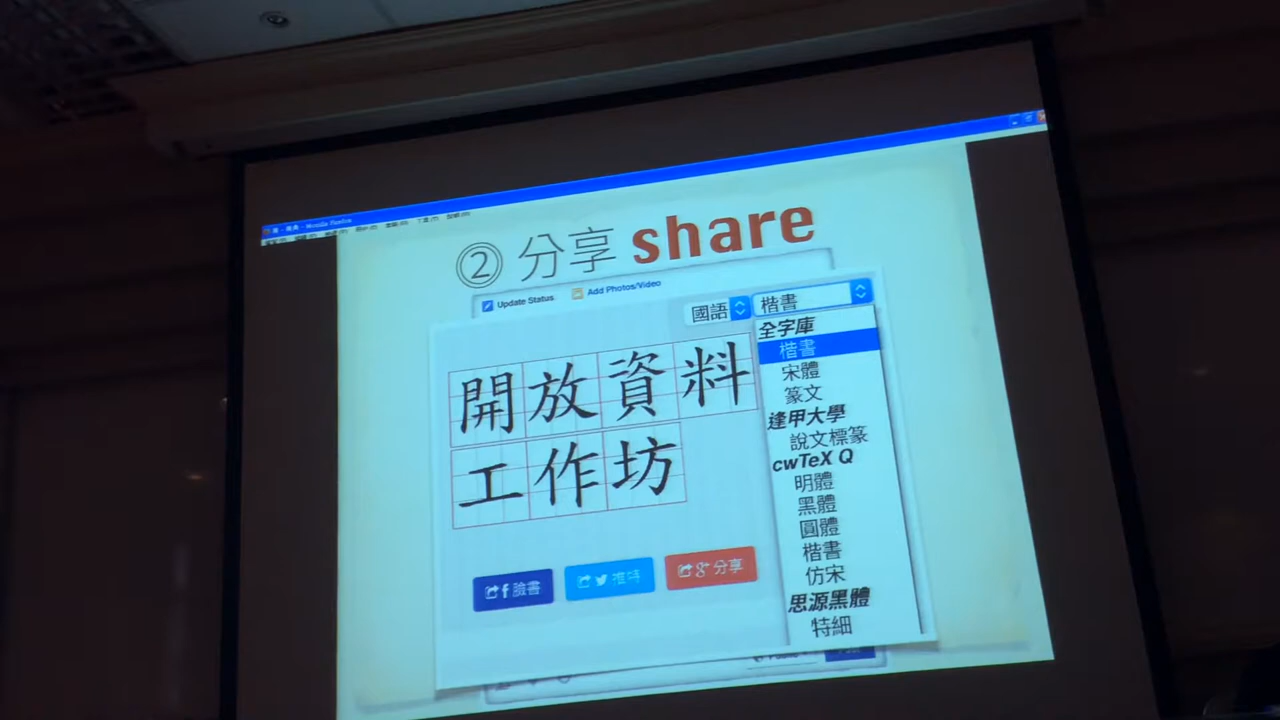 ② 分享 share
Update Status Add Photos/Video
國語 楷書
全字庫
楷書
宋體
篆文
逢甲大學
說文標篆
cwTeX Q
明體
黑體
圓體
楷書
仿宋
思源黑體
特細
開放資料
工作坊
f 臉書 推特 g+ 分享